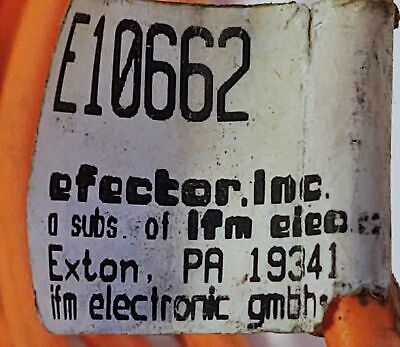 E10662
efector.Inc.
a subs. of ifm elec
Exton, PA 19341
ifm electronic gmbh